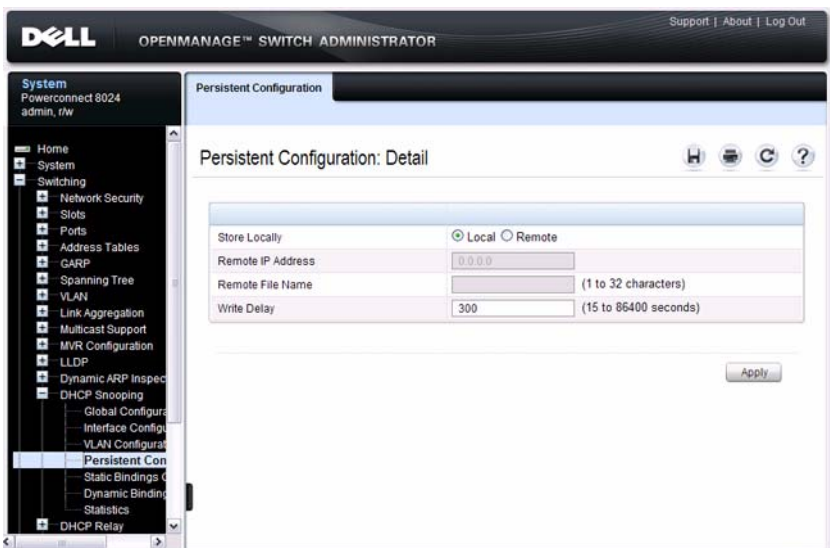 Support | About | Log Out
DELL OPENMANAGE™ SWITCH ADMINISTRATOR
System
Powerconnect 8024
admin, r/w
Home
System
Switching
Network Security
Slots
Ports
Address Tables
GARP
Spanning Tree
VLAN
Link Aggregation
Multicast Support
MVR Configuration
LLDP
Dynamic ARP Inspec
DHCP Snooping
Global Configura
Interface Configu
VLAN Configurat
Persistent Con
Static Bindings C
Dynamic Binding
Statistics
DHCP Relay
Persistent Configuration
Persistent Configuration: Detail
Store Locally Local Remote
Remote IP Address 0.0.0.0
Remote File Name (1 to 32 characters)
Write Delay 300 (15 to 86400 seconds)
Apply